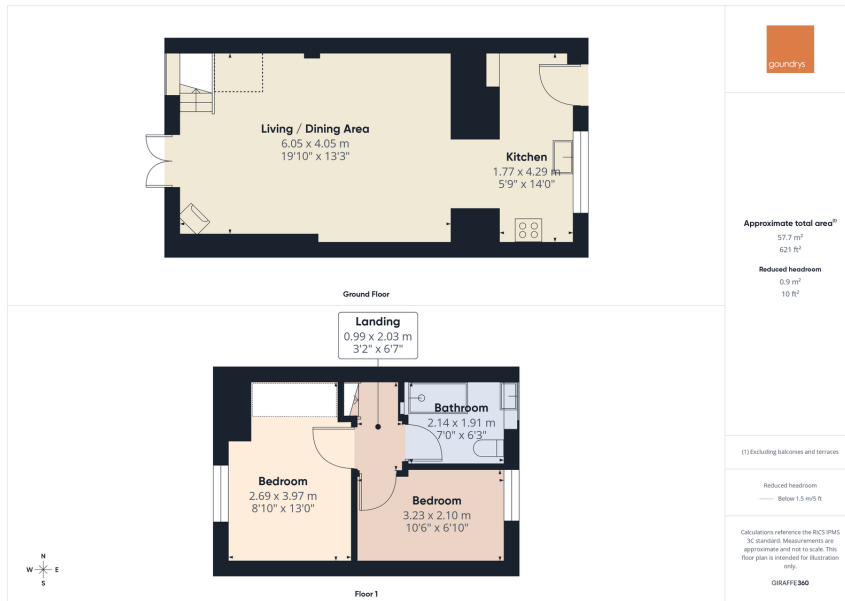 Living / Dining Area
6.05 x 4.05 m
19'10" x 13'3"
Kitchen
1.77 x 4.29 m
5'9" x 14'0"
Ground Floor
Landing
0.99 x 2.03 m
3'2" x 6'7"
Bathroom
2.14 x 1.91 m
7'0" x 6'3"
Bedroom
2.69 x 3.97 m
8'10" x 13'0"
Bedroom
3.23 x 2.10 m
10'6" x 6'10"
N
W E
S
Floor 1
goundrys
Approximate total area⁽¹⁾
57.7 m²
621 ft²
Reduced headroom
0.9 m²
10 ft²
(1) Excluding balconies and terraces
Reduced headroom
Below 1.5 m/5 ft
Calculations reference the RICS IPMS
3C standard. Measurements are
approximate and not to scale. This
floor plan is intended for illustration
only.
GIRAFFE360